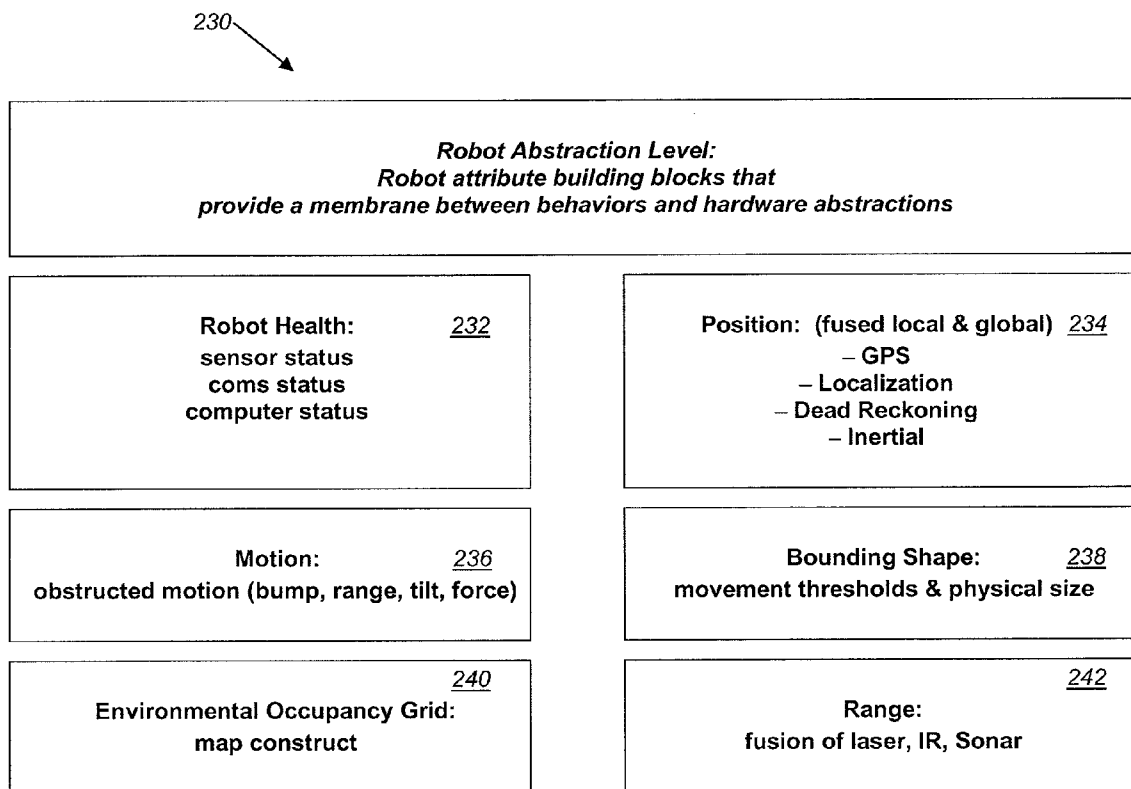 230
Robot Abstraction Level:
Robot attribute building blocks that
provide a membrane between behaviors and hardware abstractions
Robot Health: 232
sensor status
coms status
computer status
Position: (fused local & global) 234
– GPS
– Localization
– Dead Reckoning
– Inertial
Motion: 236
obstructed motion (bump, range, tilt, force)
Bounding Shape: 238
movement thresholds & physical size
240
Environmental Occupancy Grid:
map construct
242
Range:
fusion of laser, IR, Sonar